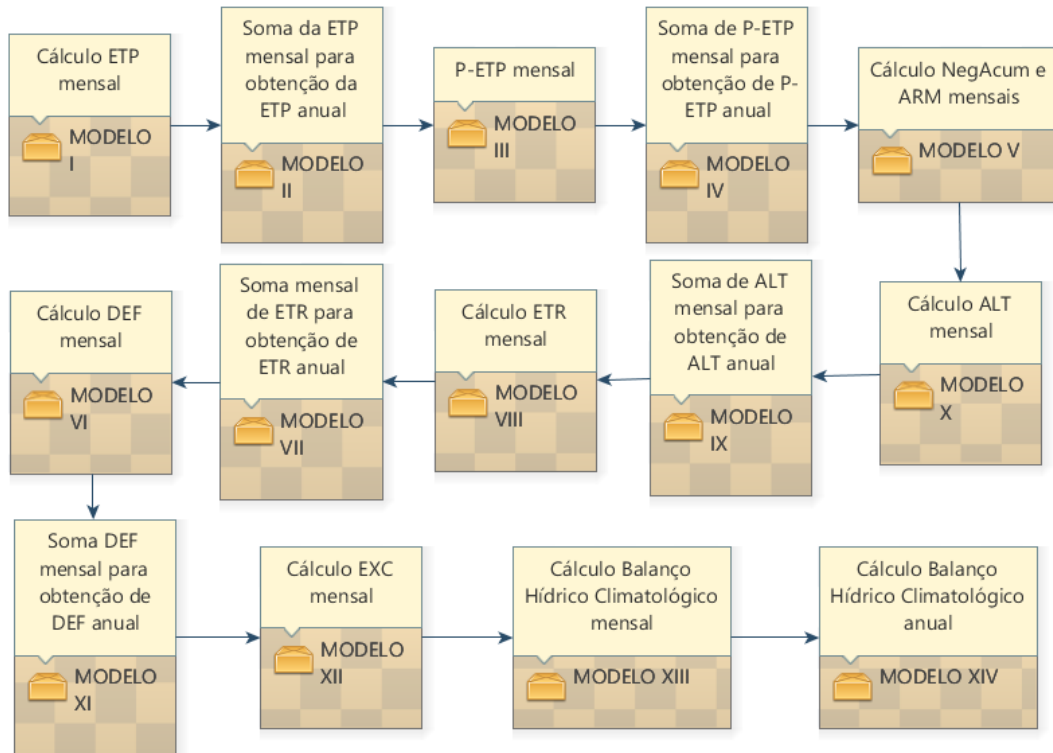 Cálculo ETP
mensal
MODELO
I
Soma da ETP
mensal para
obtenção da
ETP anual
MODELO
II
P-ETP mensal
MODELO
III
Soma de P-ETP
mensal para
obtenção de P-
ETP anual
MODELO
IV
Cálculo NegAcum e
ARM mensais
MODELO V
Cálculo ALT
mensal
MODELO
X
Soma de ALT
mensal para
obtenção de
ALT anual
MODELO
IX
Cálculo ETR
mensal
MODELO
VIII
Soma mensal
de ETR para
obtenção de
ETR anual
MODELO
VII
Cálculo DEF
mensal
MODELO
VI
Soma DEF
mensal para
obtenção de
DEF anual
MODELO
XI
Cálculo EXC
mensal
MODELO
XII
Cálculo Balanço
Hídrico Climatológico
mensal
MODELO XIII
Cálculo Balanço
Hídrico Climatológico
anual
MODELO XIV